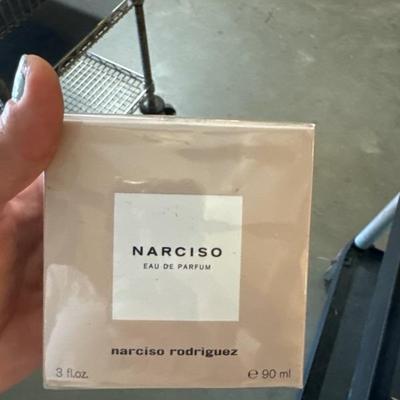 NARCISO
EAU DE PARFUM
narciso rodriguez
3 fl.oz. ℮ 90 ml